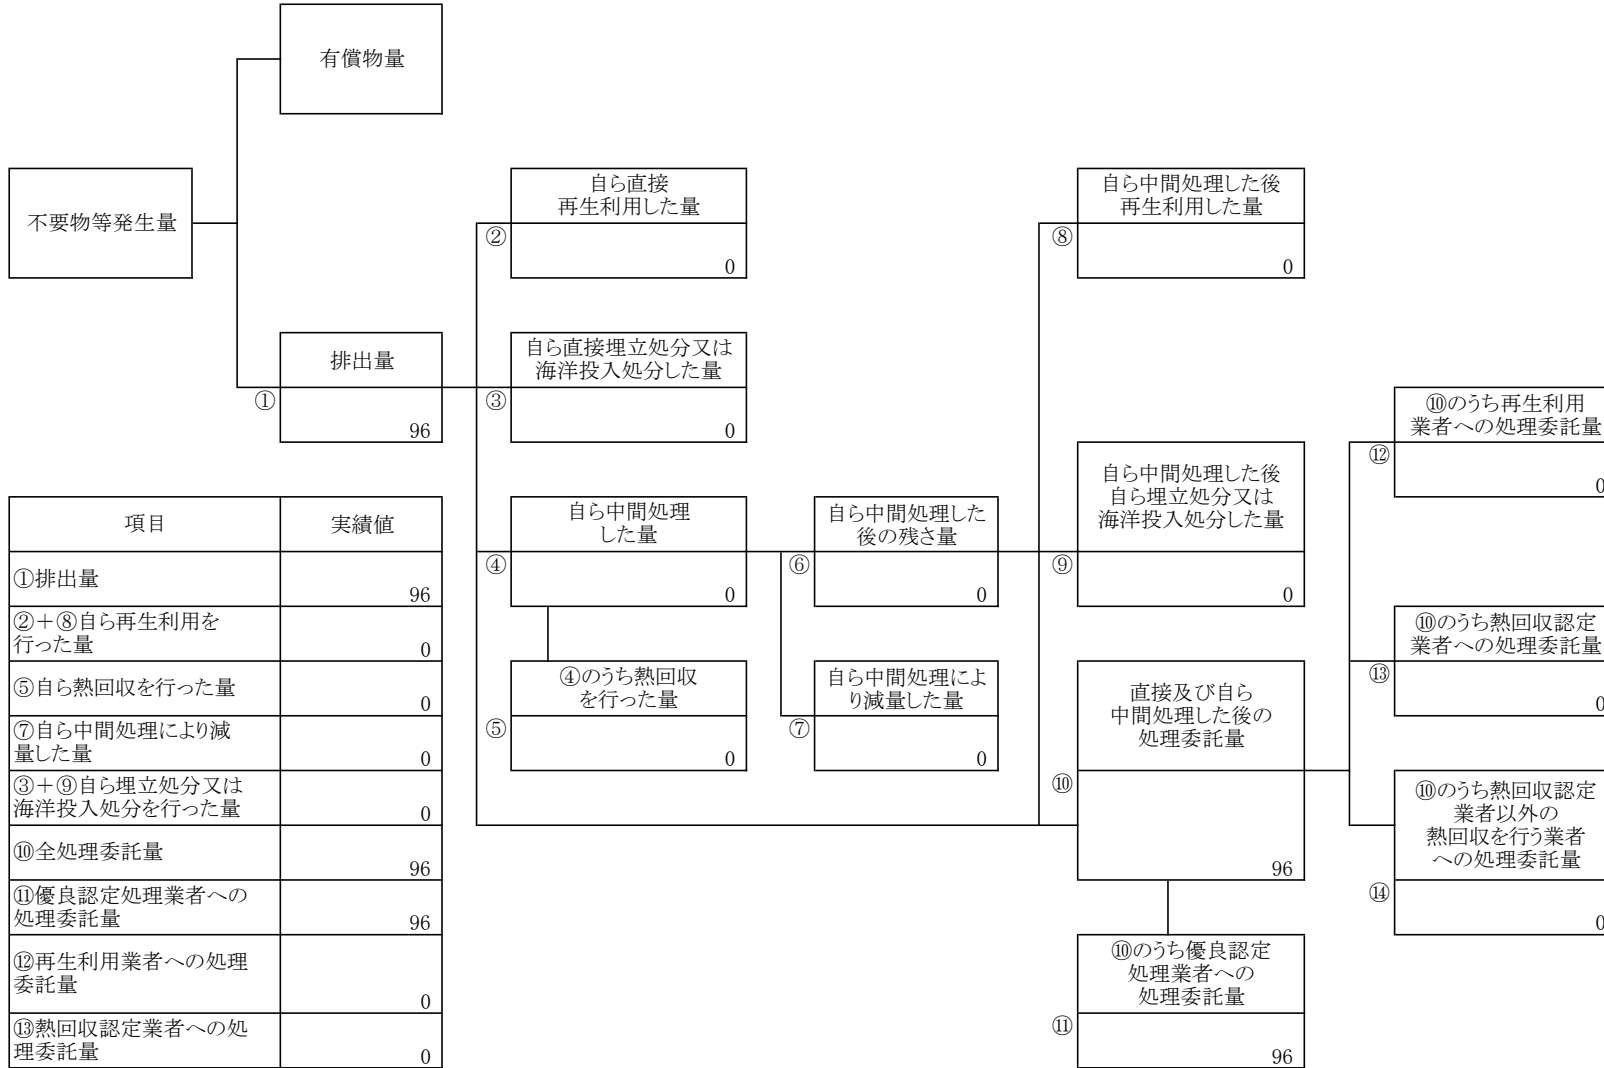 有償物量
不要物等発生量
自ら直接
再生利用した量
②
0
自ら中間処理した後
再生利用した量
⑧
0
排出量
①
96
自ら直接埋立処分又は
海洋投入処分した量
③
0
⑩のうち再生利用
業者への処理委託量
⑫
0
自ら中間処理
した量
④
0
自ら中間処理した
後の残さ量
⑥
0
自ら中間処理した後
自ら埋立処分又は
海洋投入処分した量
⑨
0
⑩のうち熱回収認定
業者への処理委託量
⑬
0
④のうち熱回収
を行った量
⑤
0
自ら中間処理によ
り減量した量
⑦
0
直接及び自ら
中間処理した後の
処理委託量
⑩
96
⑩のうち熱回収認定
業者以外の
熱回収を行う業者
への処理委託量
⑭
0
⑩のうち優良認定
処理業者への
処理委託量
⑪
96
項目 実績値
①排出量 96
②+⑧自ら再生利用を
行った量 0
⑤自ら熱回収を行った量 0
⑦自ら中間処理により減
量した量 0
③+⑨自ら埋立処分又は
海洋投入処分を行った量 0
⑩全処理委託量 96
⑪優良認定処理業者への
処理委託量 96
⑫再生利用業者への処理
委託量 0
⑬熱回収認定業者への処
理委託量 0